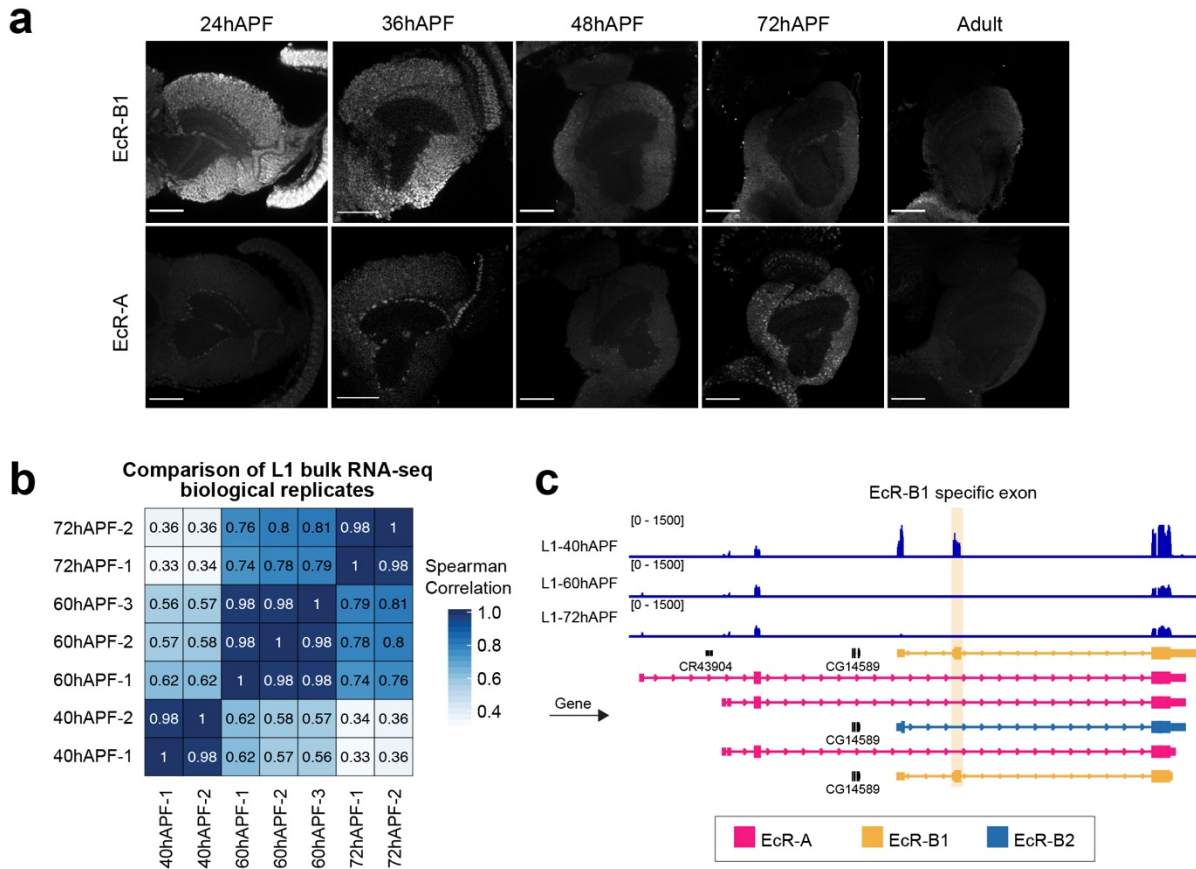 a
24hAPF 36hAPF 48hAPF 72hAPF Adult
EcR-B1
EcR-A
b
Comparison of L1 bulk RNA-seq
biological replicates
72hAPF-2 0.36 0.36 0.76 0.8 0.81 0.98 1
72hAPF-1 0.33 0.34 0.74 0.78 0.79 1 0.98
60hAPF-3 0.56 0.57 0.98 0.98 1 0.79 0.81
60hAPF-2 0.57 0.58 0.98 1 0.98 0.78 0.8
60hAPF-1 0.62 0.62 1 0.98 0.98 0.74 0.76
40hAPF-2 0.98 1 0.62 0.58 0.57 0.34 0.36
40hAPF-1 1 0.98 0.62 0.57 0.56 0.33 0.36
40hAPF-1 40hAPF-2 60hAPF-1 60hAPF-2 60hAPF-3 72hAPF-1 72hAPF-2
Spearman
Correlation
1.0
0.8
0.6
0.4
c
EcR-B1 specific exon
[0 - 1500]
L1-40hAPF
[0 - 1500]
L1-60hAPF
[0 - 1500]
L1-72hAPF
CR43904 CG14589
Gene
CG14589
CG14589
EcR-A EcR-B1 EcR-B2